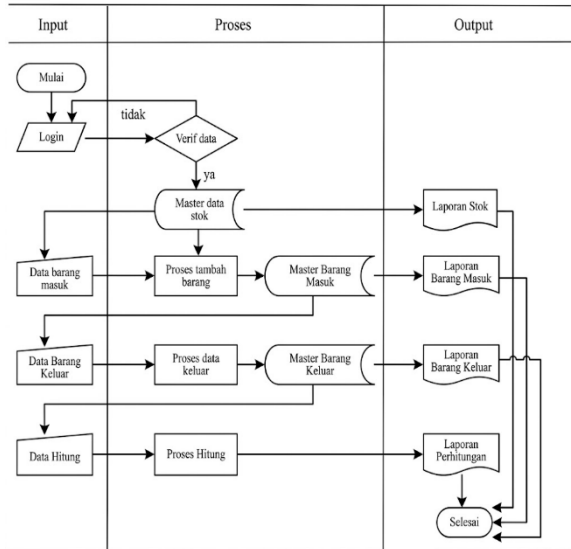 Input
Proses
Output
Mulai
tidak
Login
Verif data
ya
Master data
stok
Laporan Stok
Data barang
masuk
Proses tambah
barang
Master Barang
Masuk
Laporan
Barang Masuk
Data Barang
Keluar
Proses data
keluar
Master Barang
Keluar
Laporan
Barang Keluar
Data Hitung
Proses Hitung
Laporan
Perhitungan
Selesai